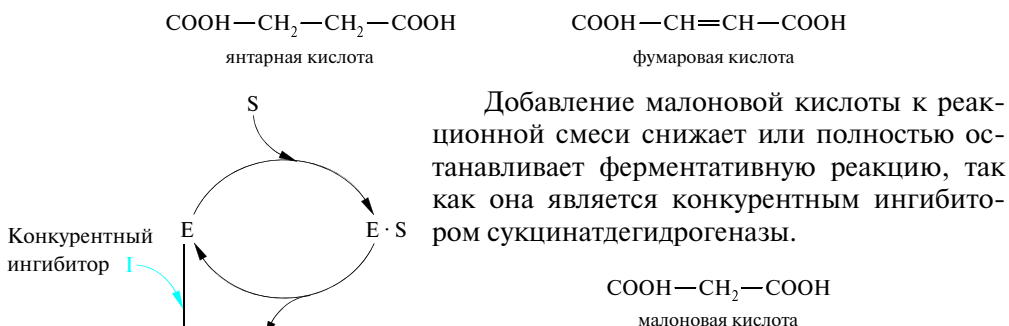 COOH—CH₂—CH₂—COOH
янтарная кислота
COOH—CH=CH—COOH
фумаровая кислота
S
E
E · S
Конкурентный
ингибитор I
Добавление малоновой кислоты к реак-
ционной смеси снижает или полностью ос-
танавливает ферментативную реакцию, так
как она является конкурентным ингибито-
ром сукцинатдегидрогеназы.
COOH—CH₂—COOH
малоновая кислота